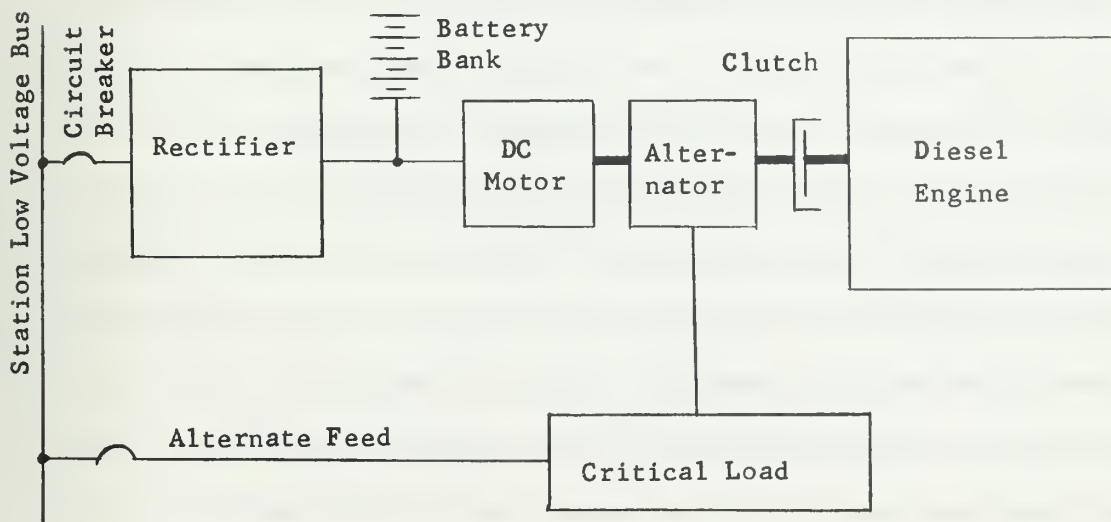 Station Low Voltage Bus
Circuit
Breaker
Rectifier
Battery
Bank
DC
Motor
Alter-
nator
Clutch
Diesel
Engine
Alternate Feed
Critical Load